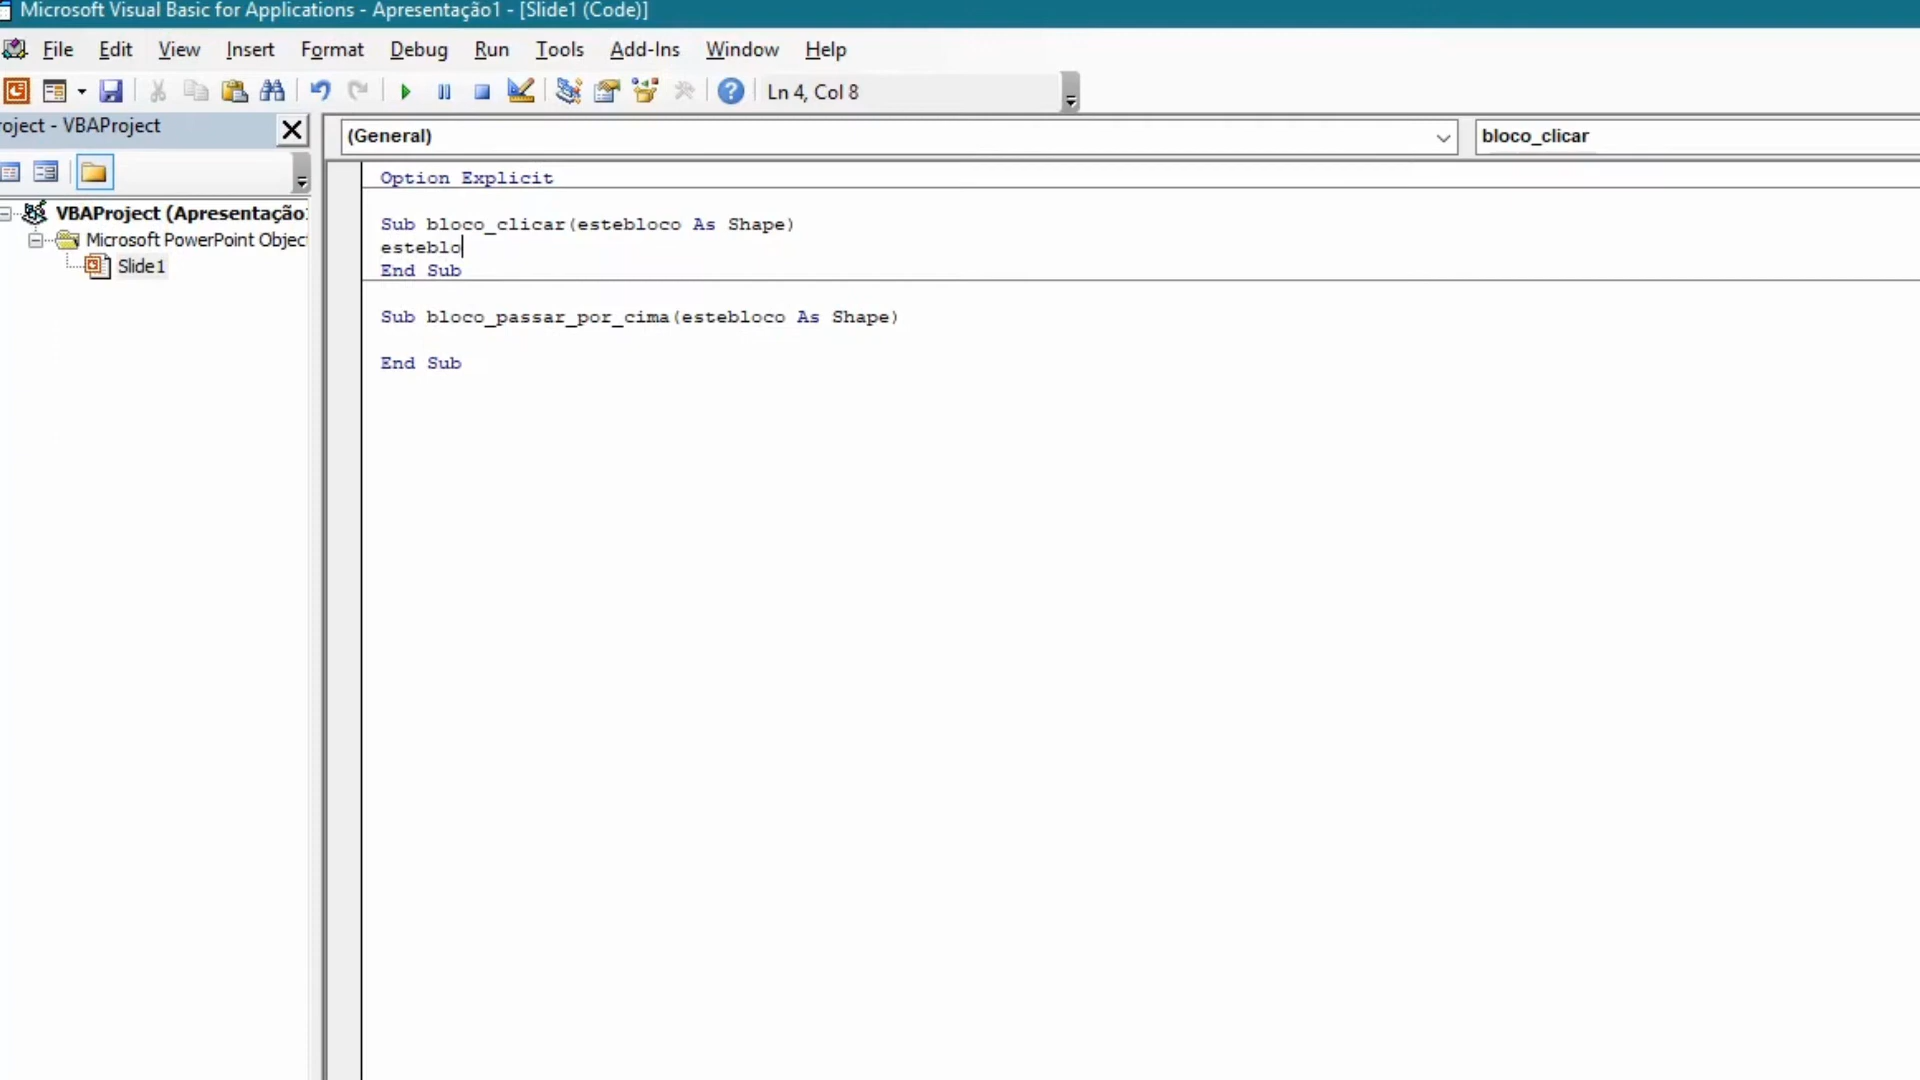 Microsoft Visual Basic for Applications - Apresentação1 - [Slide1 (Code)]
File Edit View Insert Format Debug Run Tools Add-Ins Window Help
Ln 4, Col 8
roject - VBAProject
(General)
bloco_clicar
VBAProject (Apresentação1
Microsoft PowerPoint Objec
Slide1
Option Explicit
Sub bloco_clicar(estebloco As Shape)
esteblo
End Sub
Sub bloco_passar_por_cima(estebloco As Shape)
End Sub